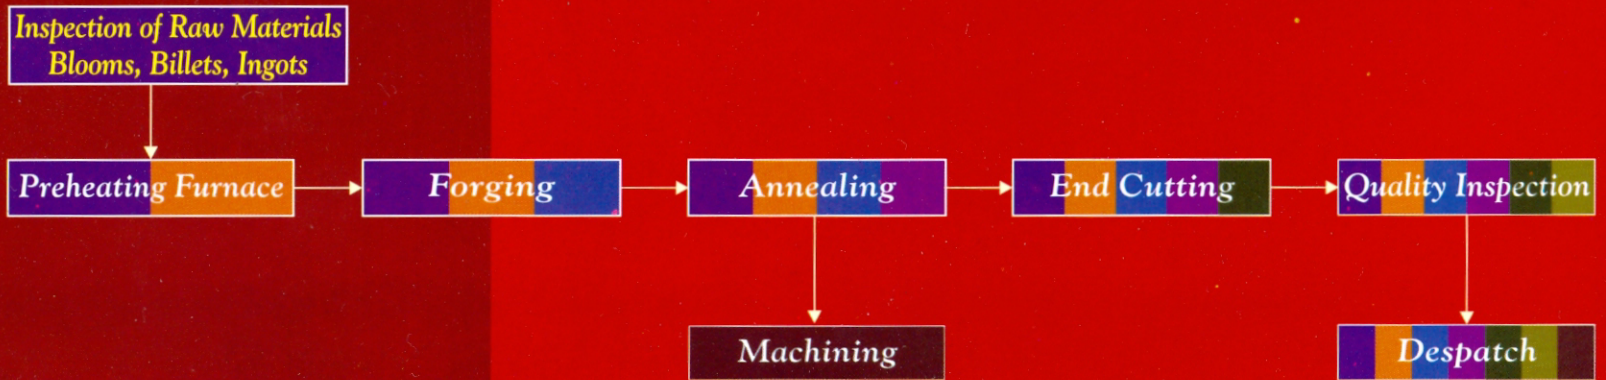 Inspection of Raw Materials
Blooms, Billets, Ingots
Preheating Furnace
Forging
Annealing
End Cutting
Quality Inspection
Machining
Despatch